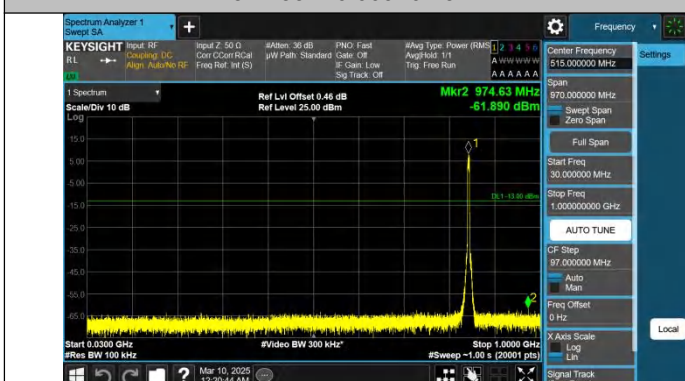 Spectrum Analyzer 1
Swept SA
Frequency
KEYSIGHT
RL
Input: RF
Coupling: DC
Align: Auto/No RF
Input Z: 50 Ω
Corr CCorr RCal
Freq Ref: Int (S)
#Atten: 36 dB
µW Path: Standard
PNO: Fast
Gate: Off
IF Gain: Low
Sig Track: Off
#Avg Type: Power (RMS)
Avg|Hold: 1/1
Trig: Free Run
1 2 3 4 5 6
A W W W W W
A A A A A A
Center Frequency
515.000000 MHz
Settings
Span
970.000000 MHz
Swept Span
Zero Span
Full Span
Start Freq
30.000000 MHz
Stop Freq
1.000000000 GHz
AUTO TUNE
CF Step
97.000000 MHz
Auto
Man
Freq Offset
0 Hz
X Axis Scale
Log
Lin
Signal Track
Local
1 Spectrum
Scale/Div 10 dB
Log
Ref Lvl Offset 0.46 dB
Ref Level 25.00 dBm
Mkr2 974.63 MHz
-61.890 dBm
15.0
5.00
-5.00
-15.0
-25.0
-35.0
-45.0
-55.0
-65.0
1
DL1 -13.00 dBm
2
Start 0.0300 GHz
#Res BW 100 kHz
#Video BW 300 kHz*
Stop 1.0000 GHz
#Sweep ~1.00 s (20001 pts)
Mar 10, 2025
12:20:44 AM